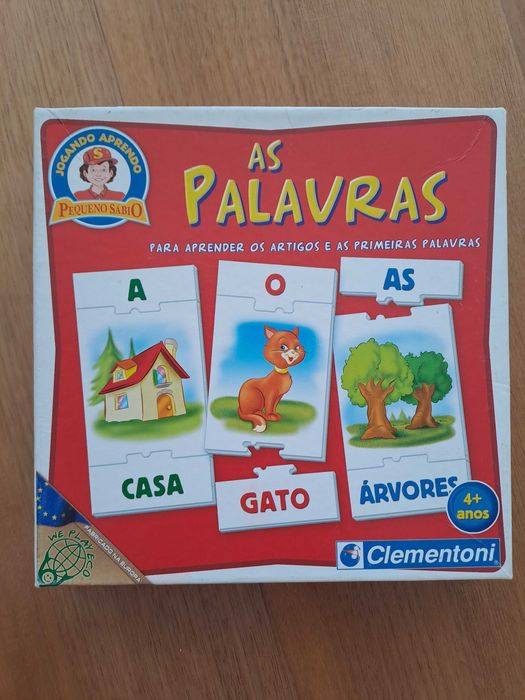 JOGANDO APRENDO
S
PEQUENO SÁBIO
AS
PALAVRAS
PARA APRENDER OS ARTIGOS E AS PRIMEIRAS PALAVRAS
A
O
AS
CASA
GATO
ÁRVORES
4+
anos
WE PLAY ECO
FABRICADO NA EUROPA
Clementoni